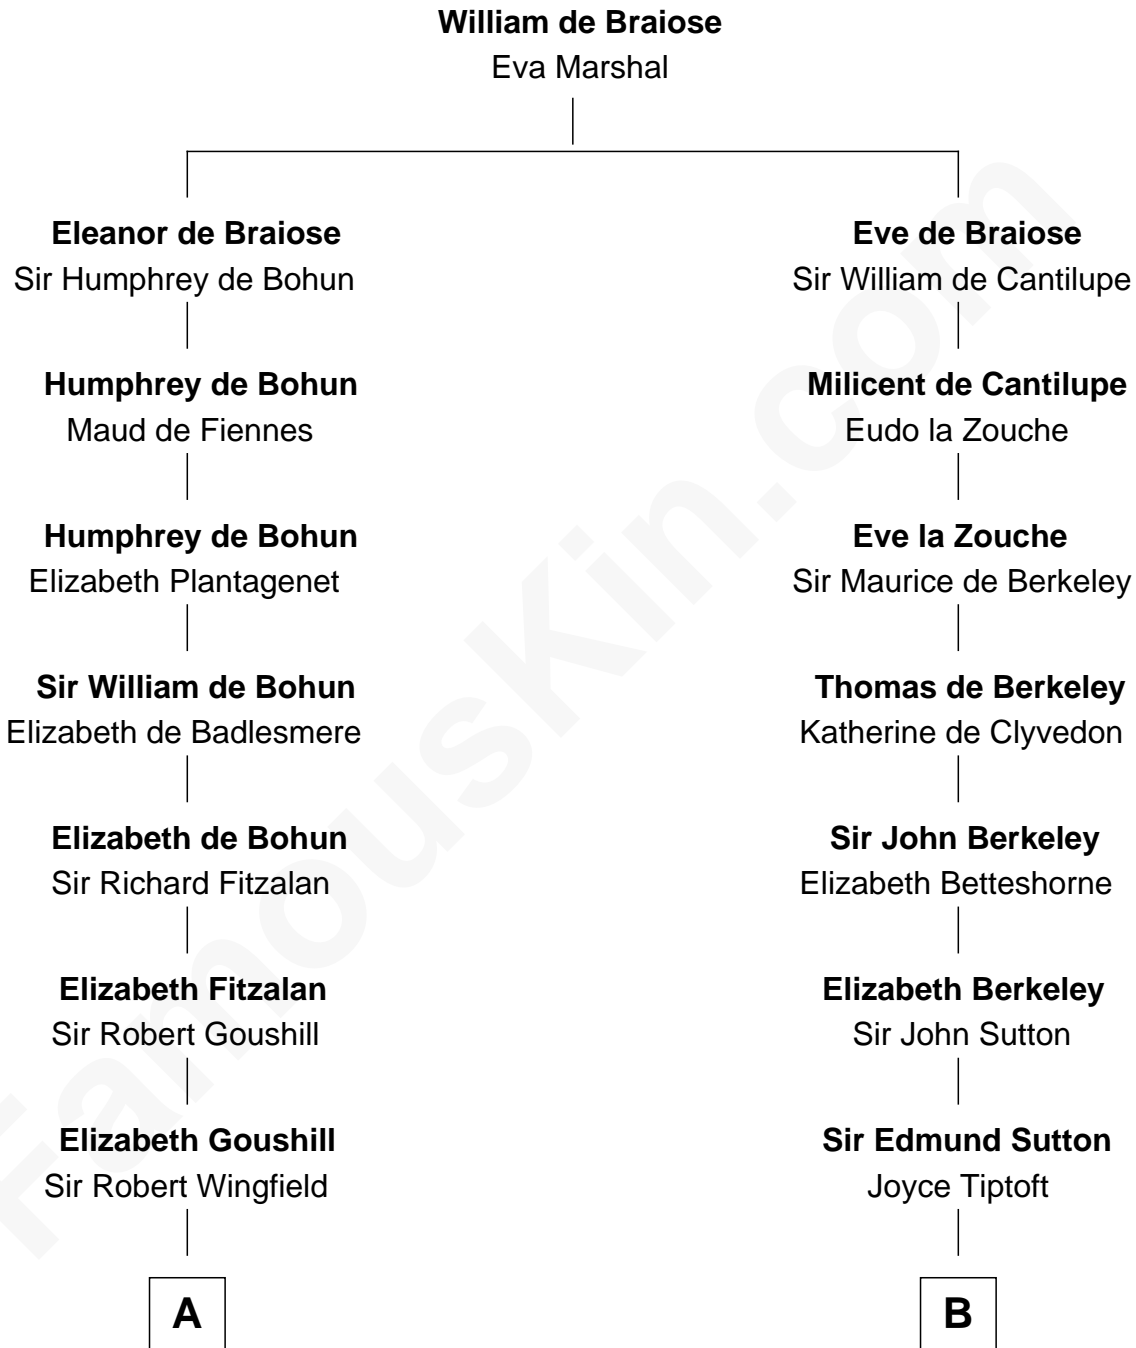 William de Braiose
Eva Marshal
Eleanor de Braiose
Sir Humphrey de Bohun
Humphrey de Bohun
Maud de Fiennes
Humphrey de Bohun
Elizabeth Plantagenet
Sir William de Bohun
Elizabeth de Badlesmere
Elizabeth de Bohun
Sir Richard Fitzalan
Elizabeth Fitzalan
Sir Robert Goushill
Elizabeth Goushill
Sir Robert Wingfield
A
Eve de Braiose
Sir William de Cantilupe
Milicent de Cantilupe
Eudo la Zouche
Eve la Zouche
Sir Maurice de Berkeley
Thomas de Berkeley
Katherine de Clyvedon
Sir John Berkeley
Elizabeth Betteshorne
Elizabeth Berkeley
Sir John Sutton
Sir Edmund Sutton
Joyce Tiptoft
B
FamousKin.com